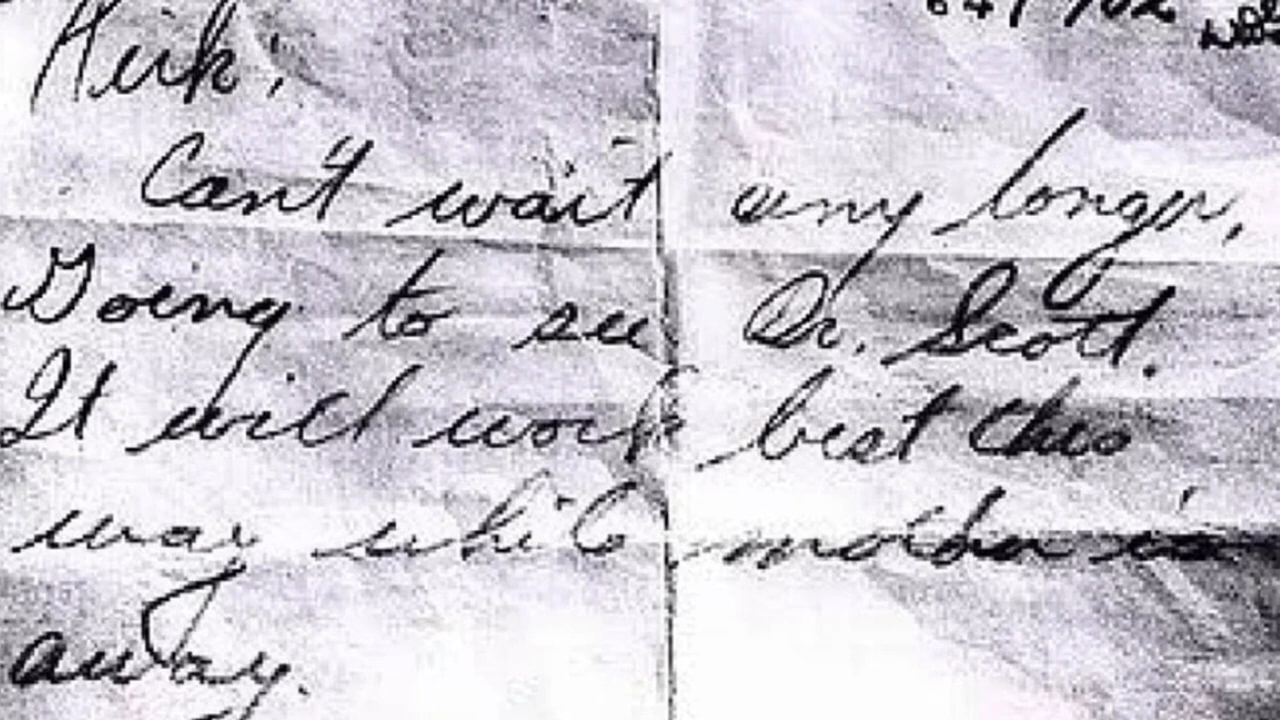 Kirk:
Can't wait any longer,
Going to see Dr. Scott.
It will work best this
way while mother is
away.